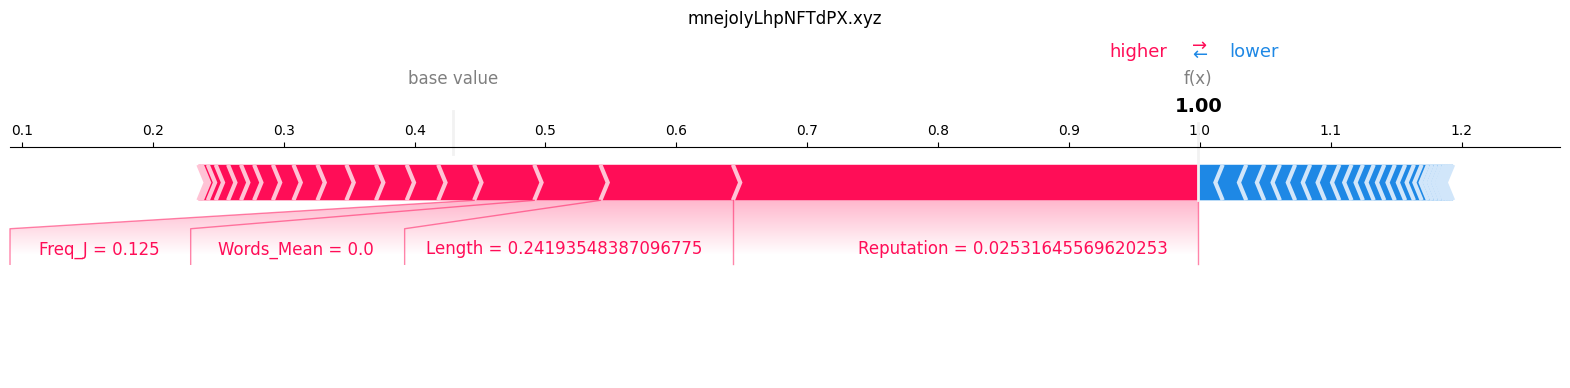 mnejoIyLhpNFTdPX.xyz
higher → ← lower
base value f(x)
1.00
0.1 0.2 0.3 0.4 0.5 0.6 0.7 0.8 0.9 1.0 1.1 1.2
Freq_J = 0.125 Words_Mean = 0.0 Length = 0.24193548387096775 Reputation = 0.02531645569620253